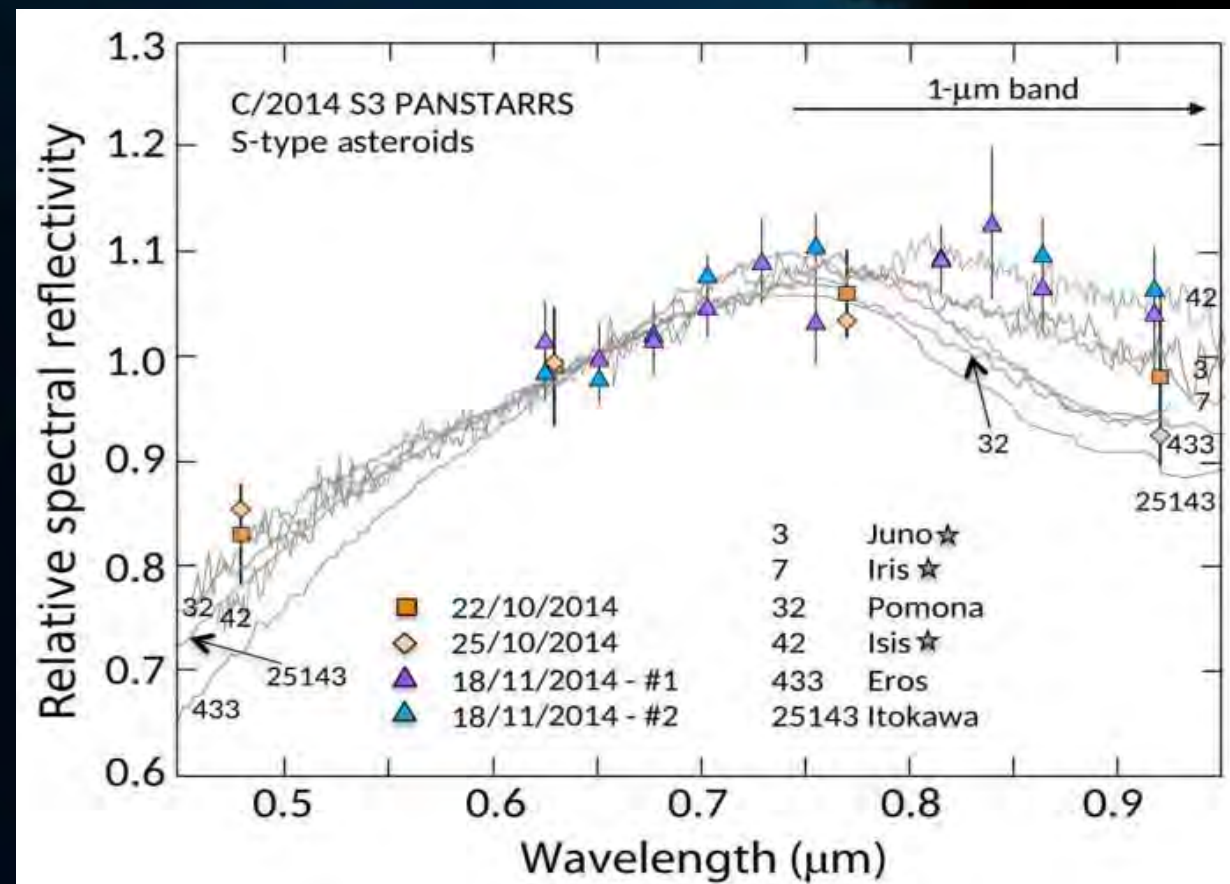 1.3
1.2
1.1
1.0
0.9
0.8
0.7
0.6
Relative spectral reflectivity
C/2014 S3 PANSTARRS
S-type asteroids
1-μm band
42
3
7
32
433
25143
32
42
25143
433
22/10/2014
25/10/2014
18/11/2014 - #1
18/11/2014 - #2
3 Juno
7 Iris
32 Pomona
42 Isis
433 Eros
25143 Itokawa
0.5 0.6 0.7 0.8 0.9
Wavelength (μm)